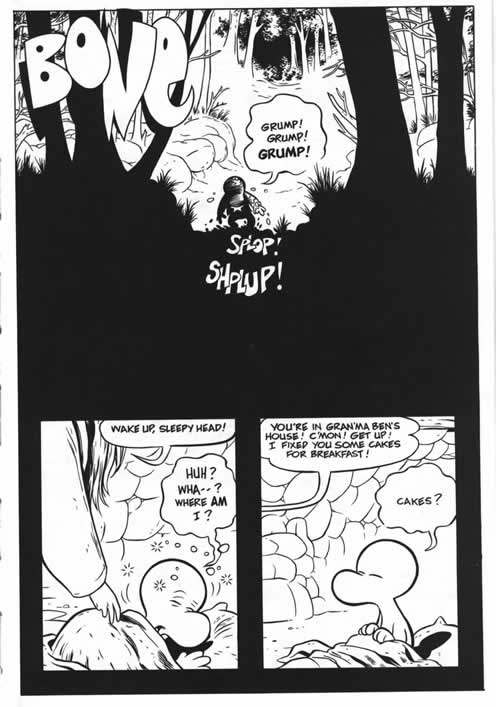 BONE
GRUMP!
GRUMP!
GRUMP!
SPLOP!
SHPLUP!
WAKE UP, SLEEPY HEAD!
HUH?
WHA--?
WHERE AM
I?
YOU'RE IN GRAN'MA BEN'S
HOUSE! C'MON! GET UP!
I FIXED YOU SOME CAKES
FOR BREAKFAST!
CAKES?